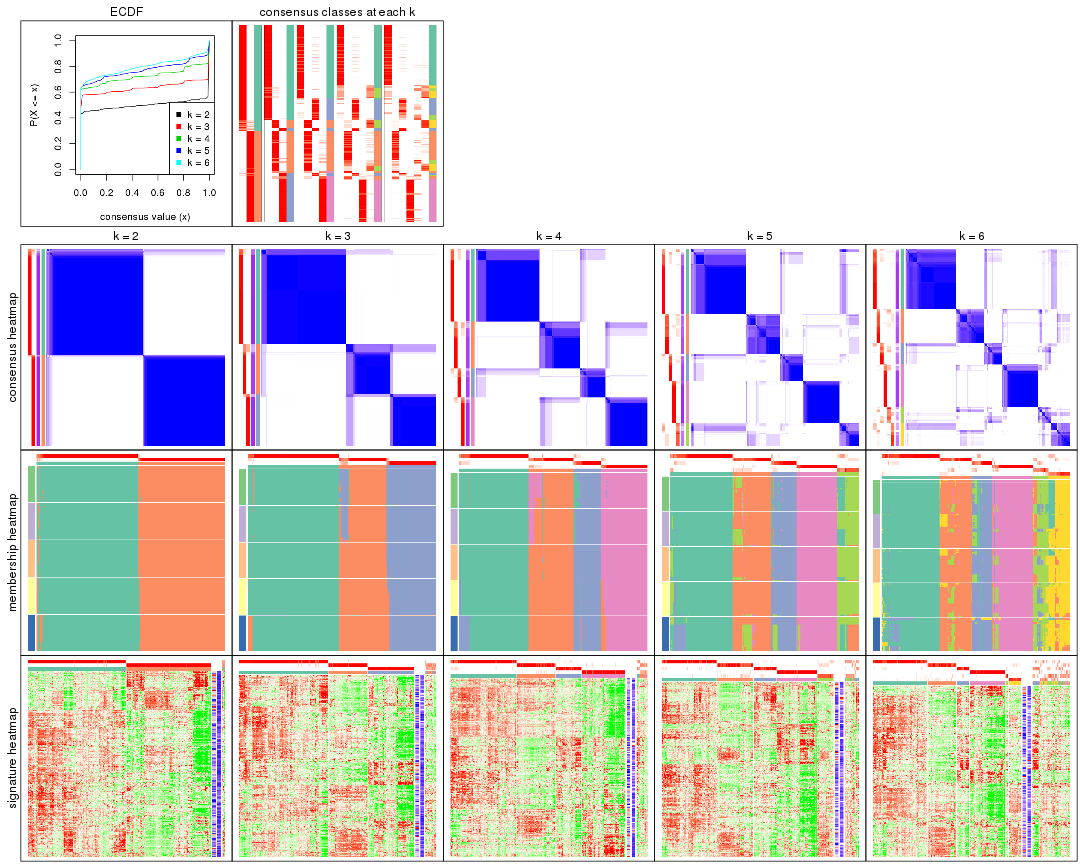 ECDF
consensus classes at each k
P(X <= x)
0.0 0.2 0.4 0.6 0.8 1.0
k = 2
k = 3
k = 4
k = 5
k = 6
0.0 0.2 0.4 0.6 0.8 1.0
consensus value (x)
k = 2
k = 3
k = 4
k = 5
k = 6
consensus heatmap
membership heatmap
signature heatmap